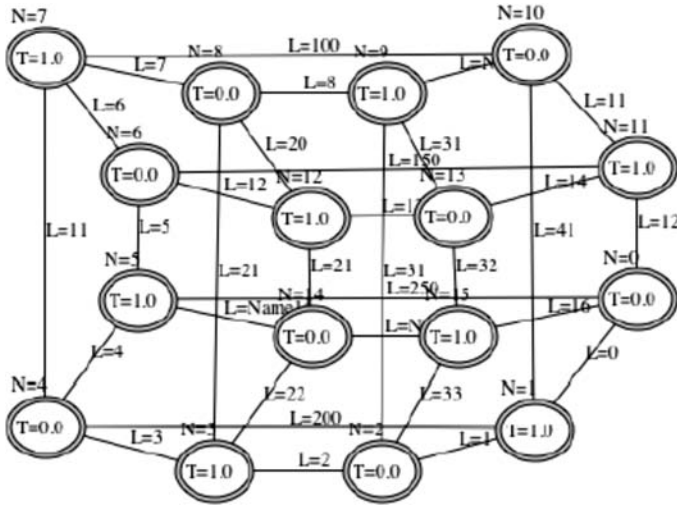 N=7
N=10
N=8
L=100
N=9
T=1.0
L=7
T=0.0
L=8
T=1.0
T=0.0
L=6
L=11
N=6
N=11
L=20
L=31
L=150
T=0.0
L=12
N=12
N=13
L=14
T=1.0
T=1.0
T=0.0
L=11
L=5
L=21
L=21
L=31
L=32
L=41
L=12
N=5
N=14
L=250
N=15
N=0
T=1.0
L=Name1
T=0.0
T=1.0
L=16
T=0.0
L=4
L=22
L=33
L=0
N=4
N=3
L=200
N=2
N=1
T=0.0
L=3
T=1.0
L=2
T=0.0
L=1
T=1.0